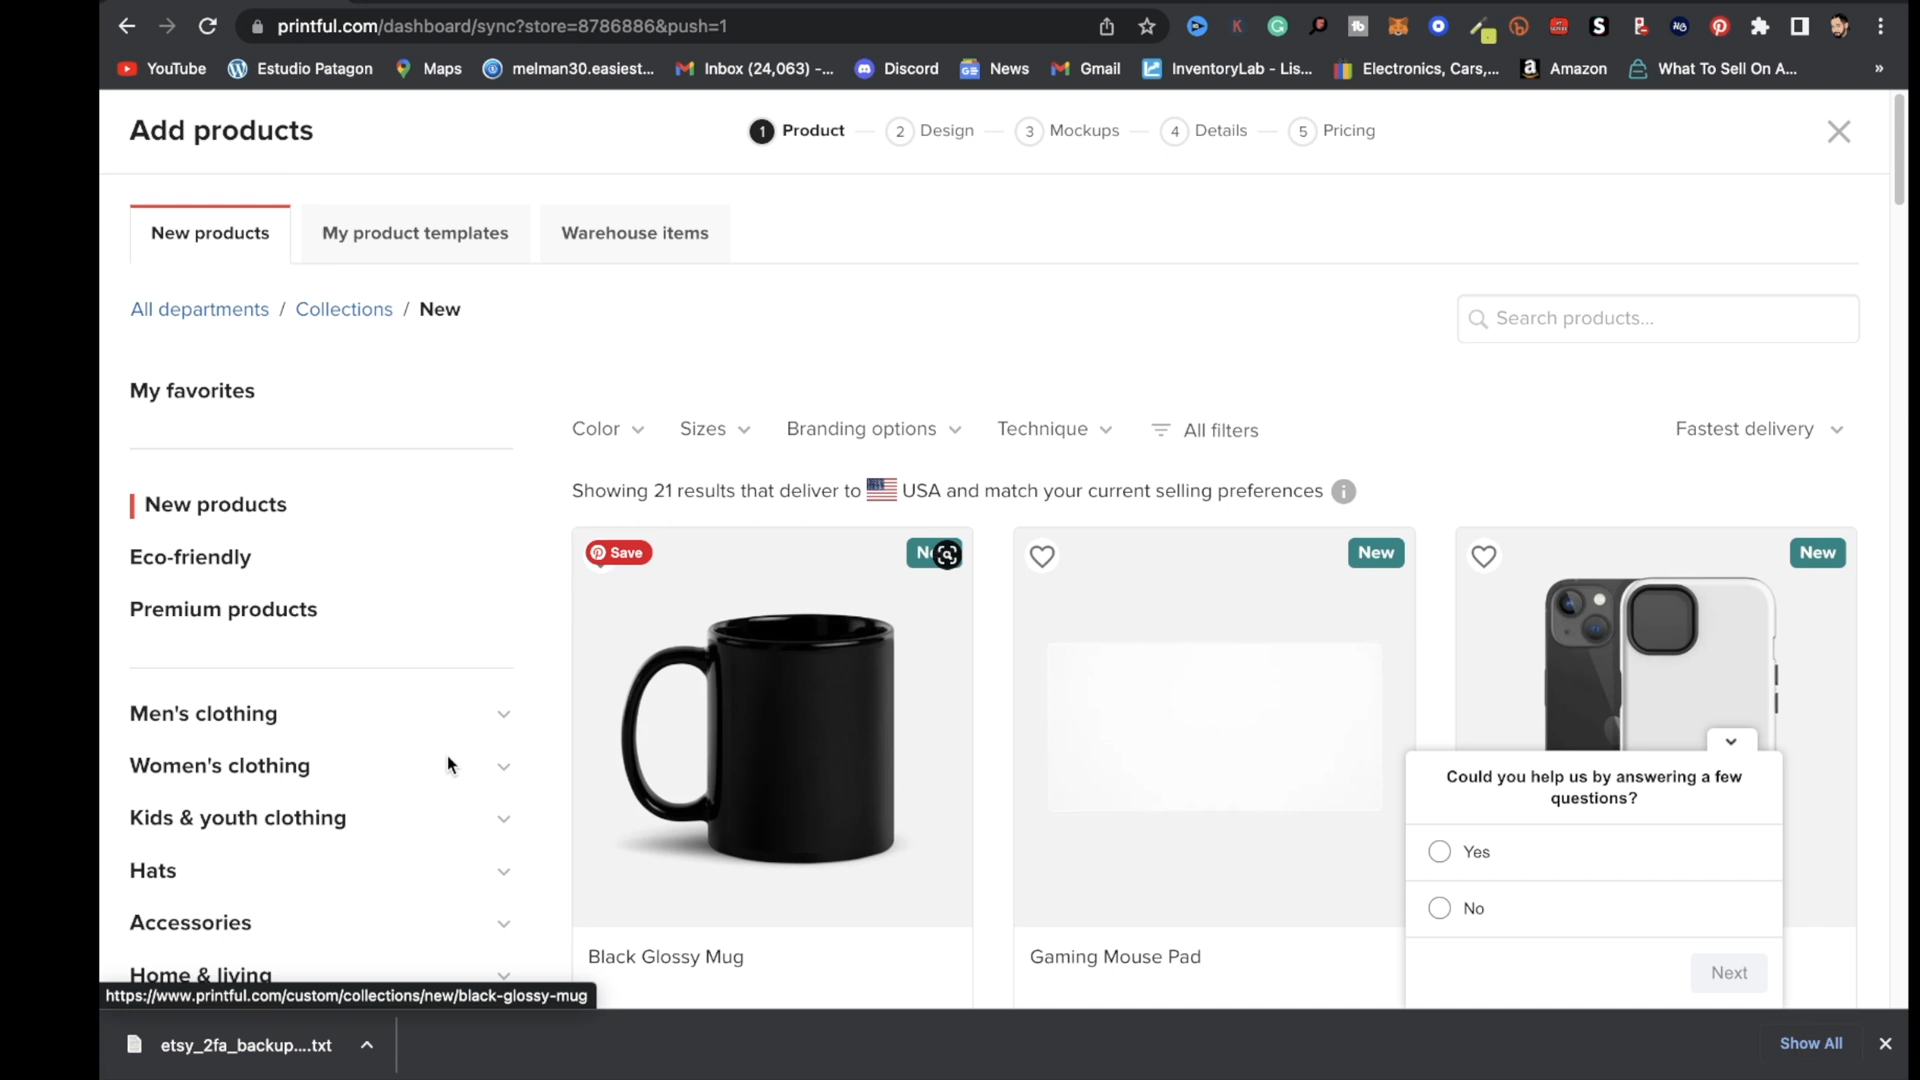 printful.com/dashboard/sync?store=8786886&push=1
YouTube
Estudio Patagon
Maps
melman30.easiest...
Inbox (24,063) -...
Discord
News
Gmail
InventoryLab - Lis...
Electronics, Cars,...
Amazon
What To Sell On A...
»
Add products
1 Product
2 Design
3 Mockups
4 Details
5 Pricing
New products
My product templates
Warehouse items
All departments / Collections / New
Search products...
My favorites
Color
Sizes
Branding options
Technique
All filters
Fastest delivery
Showing 21 results that deliver to USA and match your current selling preferences
New products
Eco-friendly
Premium products
Men's clothing
Women's clothing
Kids & youth clothing
Hats
Accessories
Home & living
Save
New
New
Black Glossy Mug
Gaming Mouse Pad
Could you help us by answering a few
questions?
Yes
No
Next
https://www.printful.com/custom/collections/new/black-glossy-mug
etsy_2fa_backup....txt
Show All